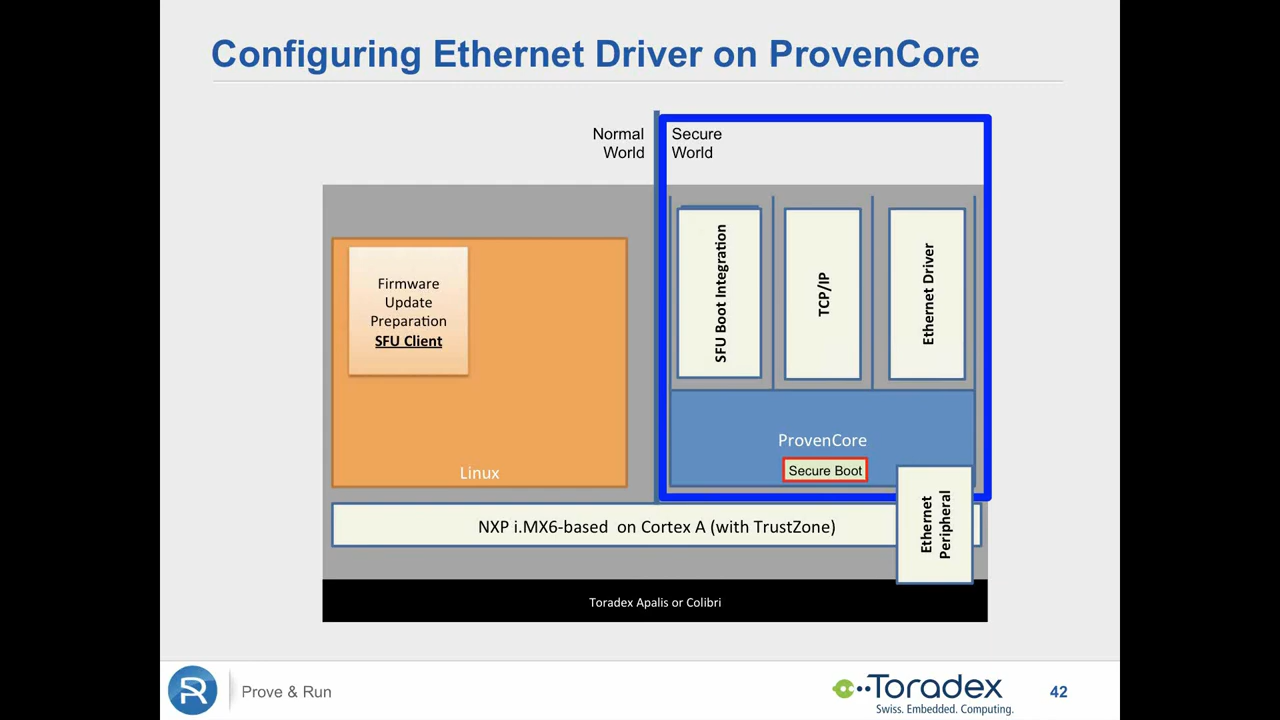 Configuring Ethernet Driver on ProvenCore
Normal
World
Secure
World
Firmware
Update
Preparation
SFU Client
Linux
SFU Boot Integration
TCP/IP
Ethernet Driver
ProvenCore
Secure Boot
Ethernet
Peripheral
NXP i.MX6-based on Cortex A (with TrustZone)
Toradex Apalis or Colibri
Prove & Run
Toradex
Swiss. Embedded. Computing.
42